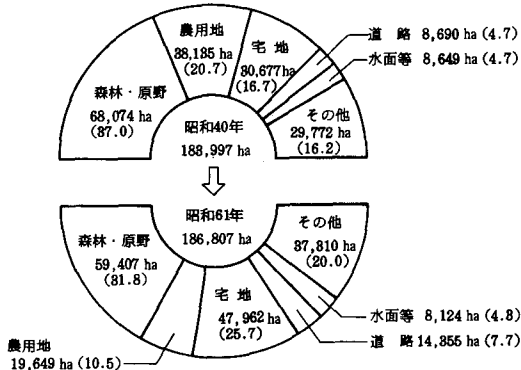 農用地
38,135 ha
(20.7)
宅 地
30,677ha
(16.7)
道 路 8,690 ha (4.7)
水面等 8,649 ha (4.7)
森林・原野
68,074 ha
(37.0)
その他
29,772 ha
(16.2)
昭和40年
183,997 ha
昭和61年
186,807 ha
森林・原野
59,407 ha
(31.8)
その他
37,310 ha
(20.0)
宅 地
47,962 ha
(25.7)
水面等 8,124 ha (4.3)
道 路 14,355 ha (7.7)
農用地
19,649 ha (10.5)